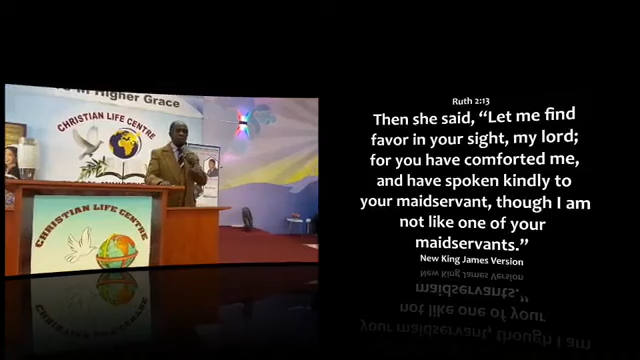 to in Higher Grace
CHRISTIAN LIFE CENTRE
CHRISTIAN LIFE CENTRE
Ruth 2:13
Then she said, “Let me find
favor in your sight, my lord;
for you have comforted me,
and have spoken kindly to
your maidservant, though I am
not like one of your
maidservants.”
New King James Version